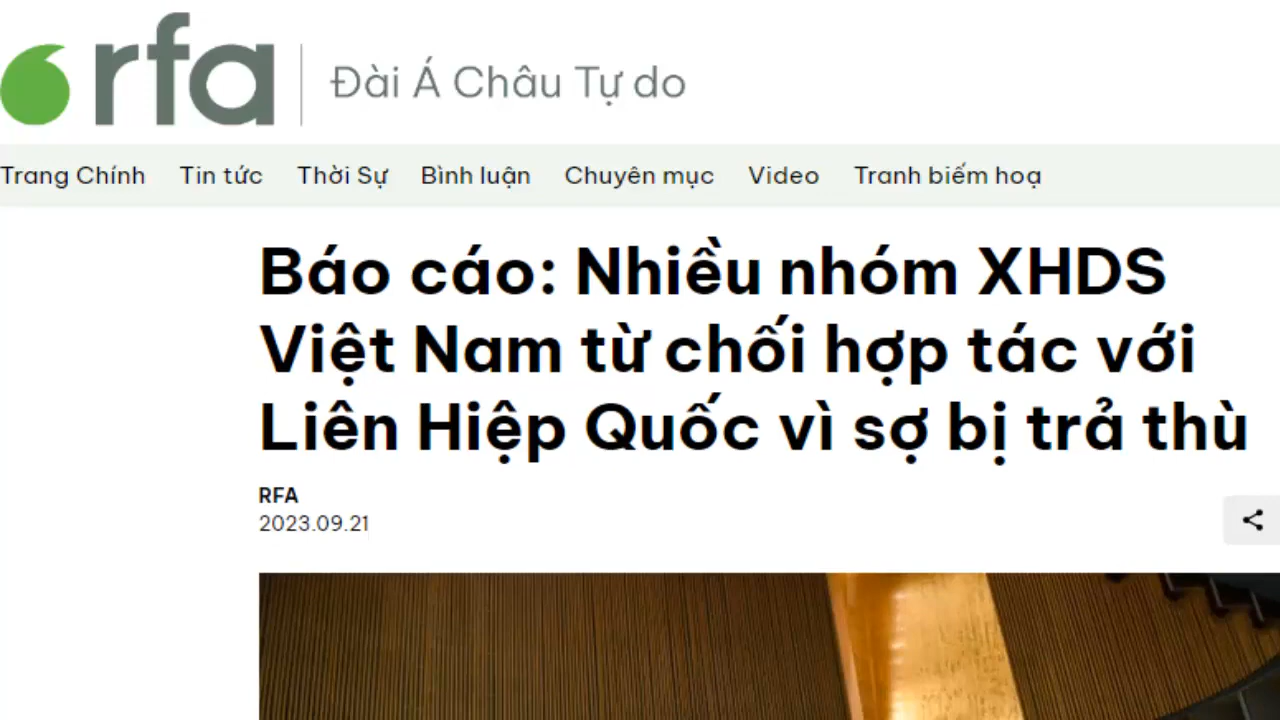 rfa
Đài Á Châu Tự do
Trang Chính Tin tức Thời Sự Bình luận Chuyên mục Video Tranh biếm hoạ
Báo cáo: Nhiều nhóm XHDS
Việt Nam từ chối hợp tác với
Liên Hiệp Quốc vì sợ bị trả thù
RFA
2023.09.21